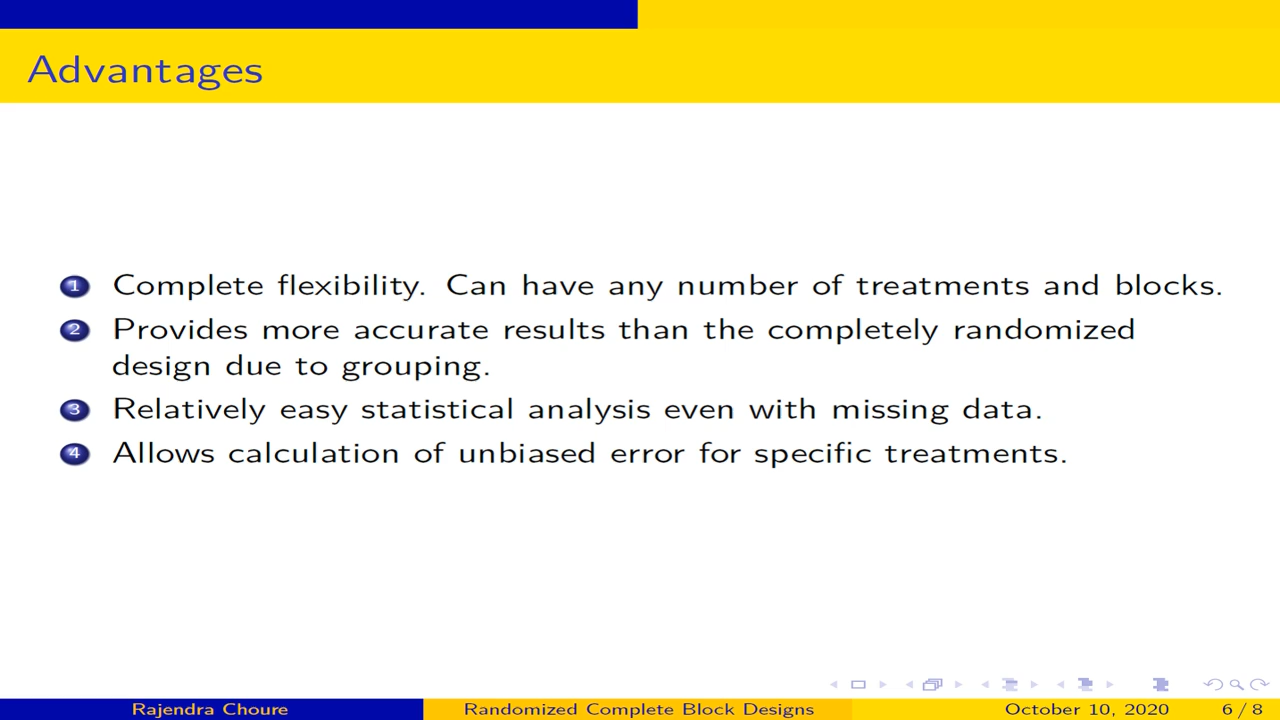 Advantages
1 Complete flexibility. Can have any number of treatments and blocks.
2 Provides more accurate results than the completely randomized
design due to grouping.
3 Relatively easy statistical analysis even with missing data.
4 Allows calculation of unbiased error for specific treatments.
Rajendra Choure Randomized Complete Block Designs October 10, 2020 6 / 8